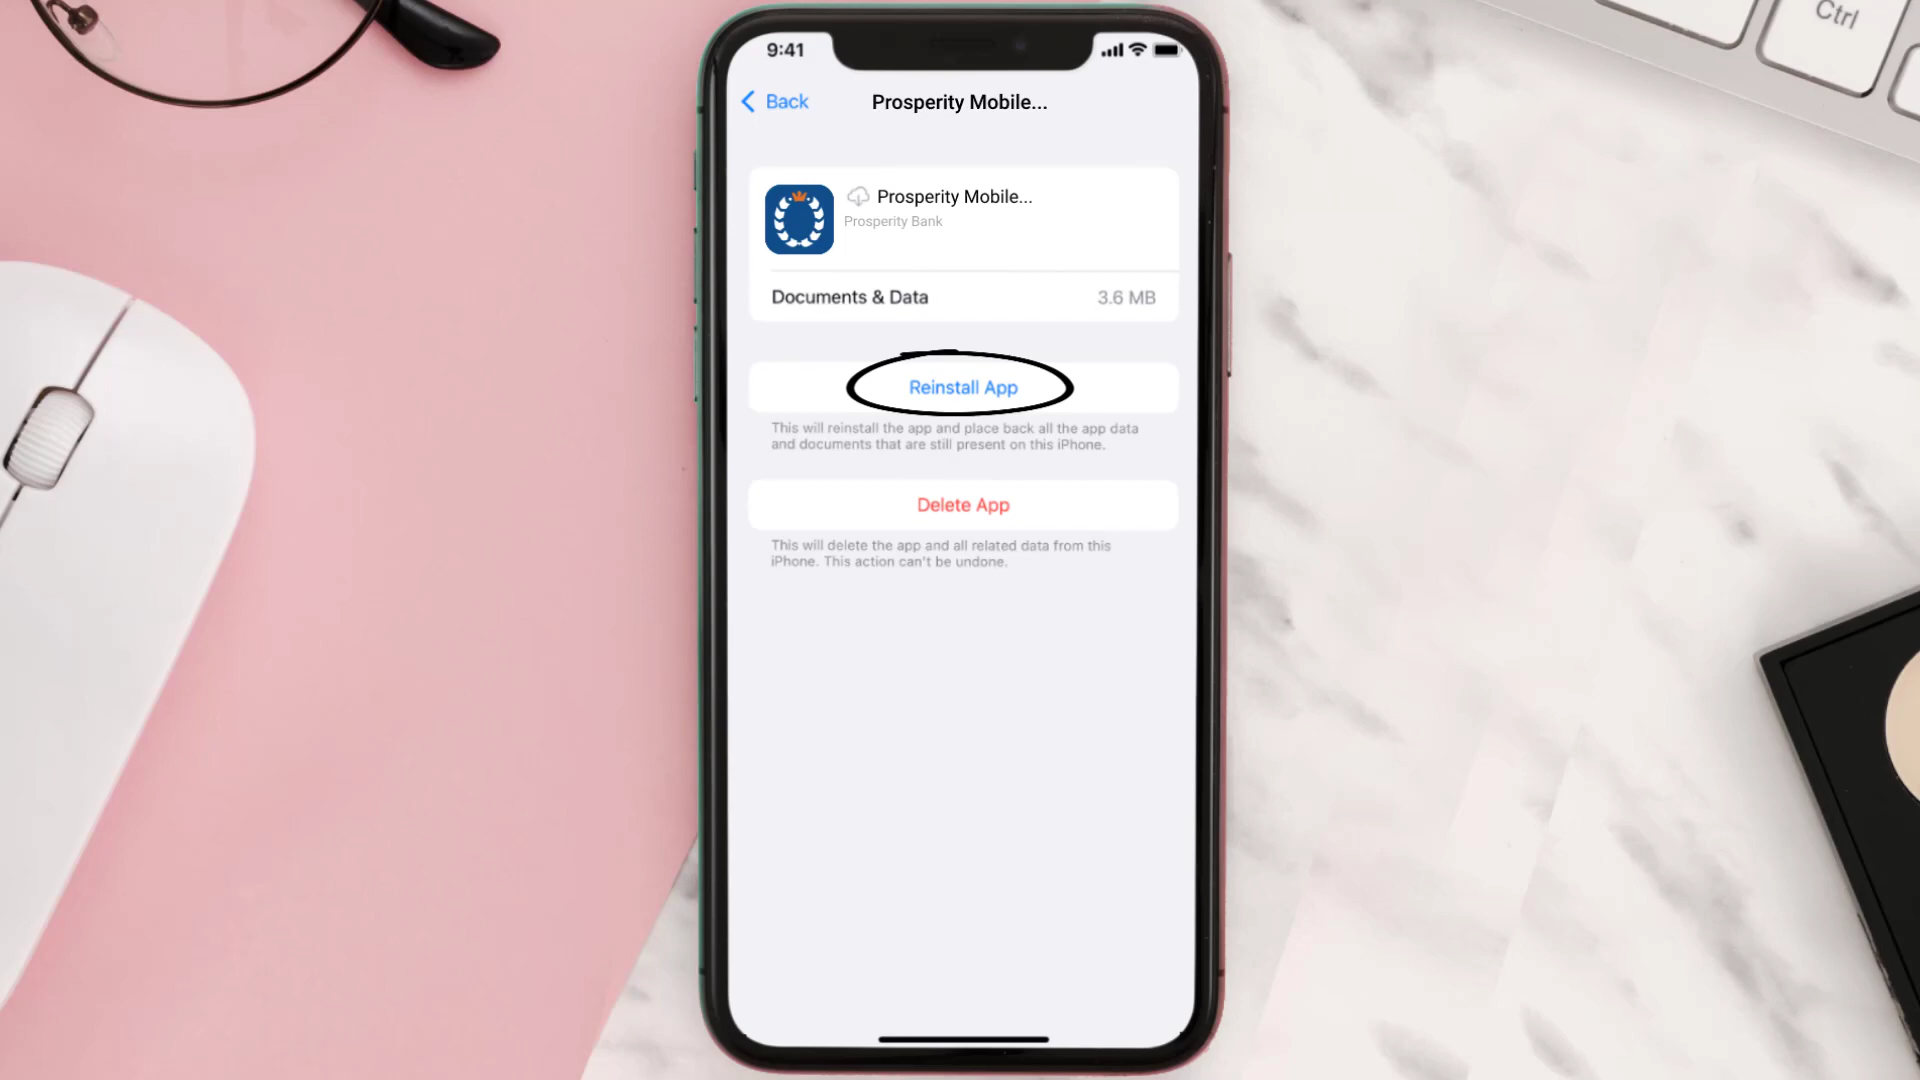 Ctrl
9:41
Back
Prosperity Mobile...
Prosperity Mobile...
Prosperity Bank
Documents & Data 3.6 MB
Reinstall App
This will reinstall the app and place back all the app data
and documents that are still present on this iPhone.
Delete App
This will delete the app and all related data from this
iPhone. This action can't be undone.